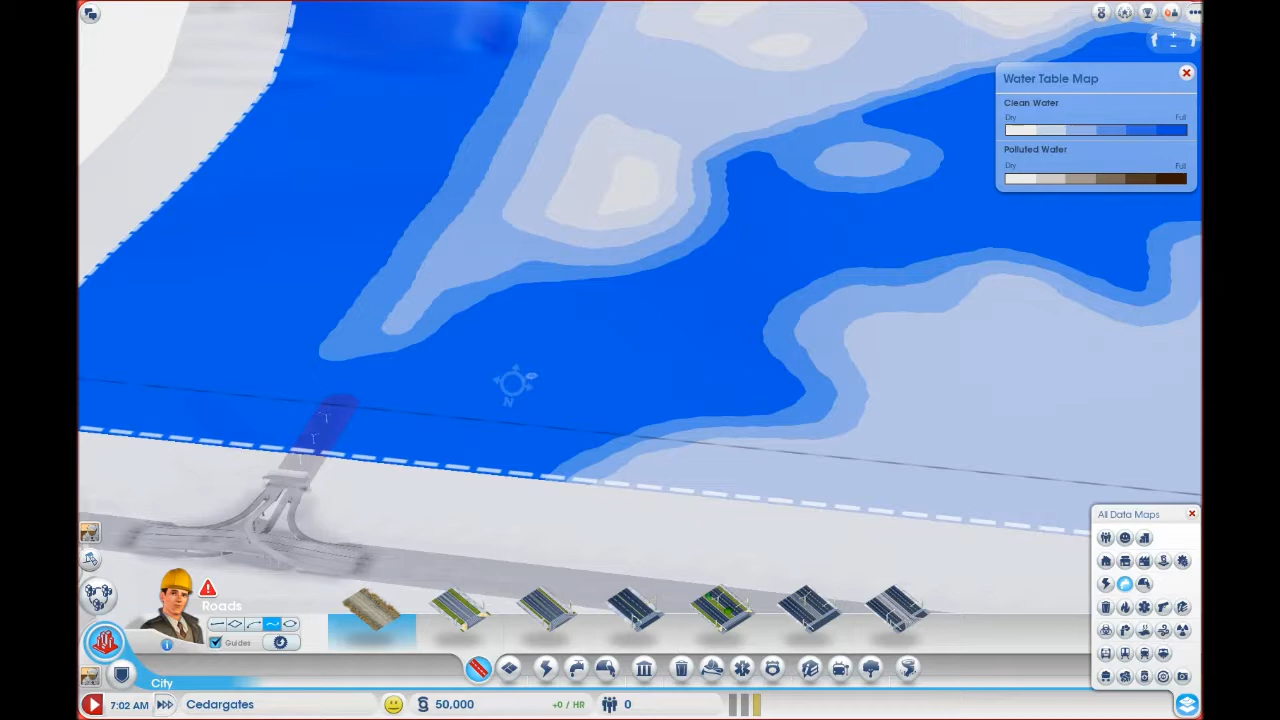 Water Table Map
Clean Water
Dry Full
Polluted Water
Dry Full
N
All Data Maps
Roads
Guides
City
7:02 AM Cedargates 50,000 +0 / HR 0